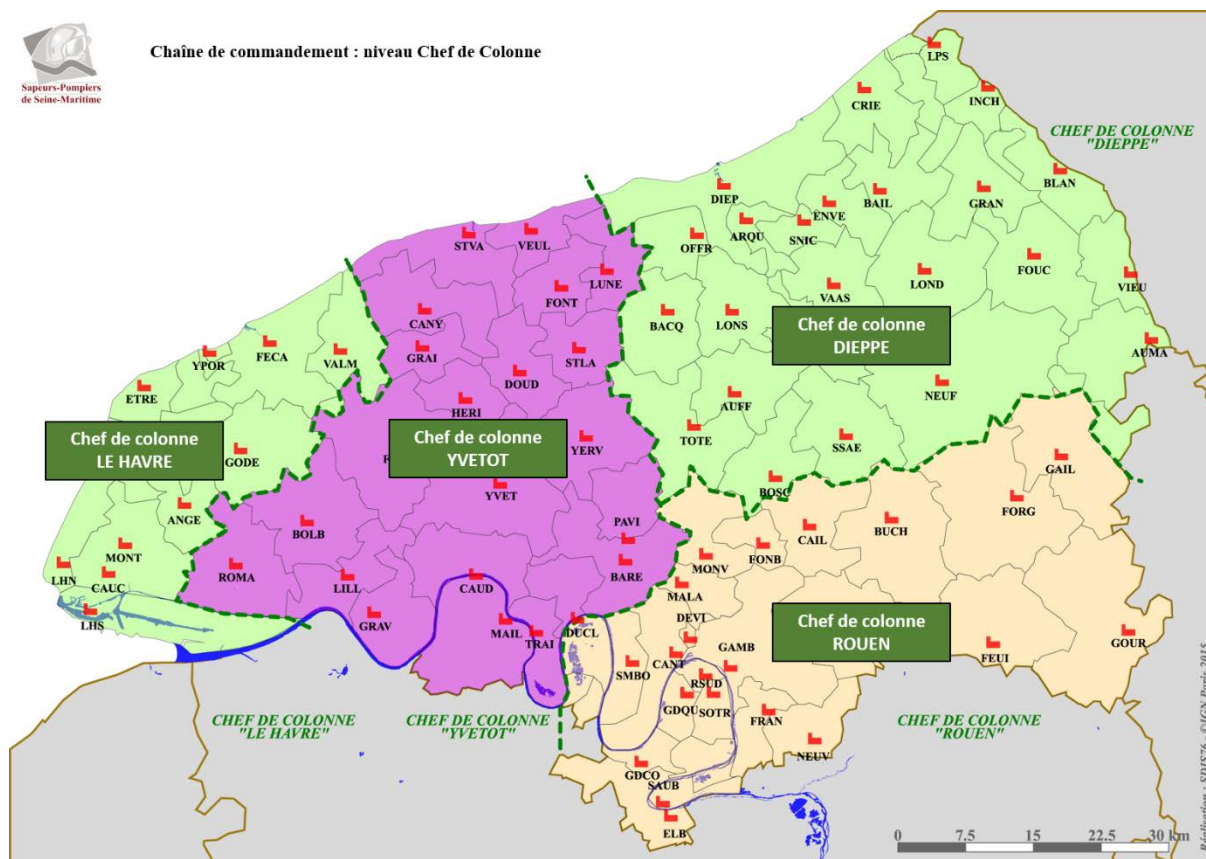 Chaîne de commandement : niveau Chef de Colonne
Sapeurs-Pompiers
de Seine-Maritime
LPS
CRIE
INCH
CHEF DE COLONNE
"DIEPPE"
BLAN
DIEP
ENVE
BAIL
GRAN
STVA
VEUL
OFFR
ARQU
SNIC
LUNE
FONT
FOUC
VIEU
VAAS
LOND
CANY
BACQ
LONS
Chef de colonne
DIEPPE
FECA
YPOR
VALM
GRAI
STLA
AUMA
DOUD
ETRE
HERI
AUFF
NEUF
TOTE
SSAE
Chef de colonne
LE HAVRE
GODE
Chef de colonne
YVETOT
YERV
GAIL
YVET
BOSC
ANGE
FORG
BOLB
PAVI
CAIL
BUCH
MONT
FONB
MONV
LHN
CAUC
ROMA
LILL
CAUD
BARE
MALA
LHS
GRAV
MAIL
TRAI
DUCL
DEVI
Chef de colonne
ROUEN
GOUR
FEUI
SMBO
CANT
GAMB
RSUD
GDQU
SOTR
FRAN
CHEF DE COLONNE
"LE HAVRE"
CHEF DE COLONNE
"YVETOT"
CHEF DE COLONNE
"ROUEN"
NEUV
GDCO
SAUB
ELB
0 7.5 15 22.5 30 km
Réalisation : SDIS76 ©IGN Paris 2015